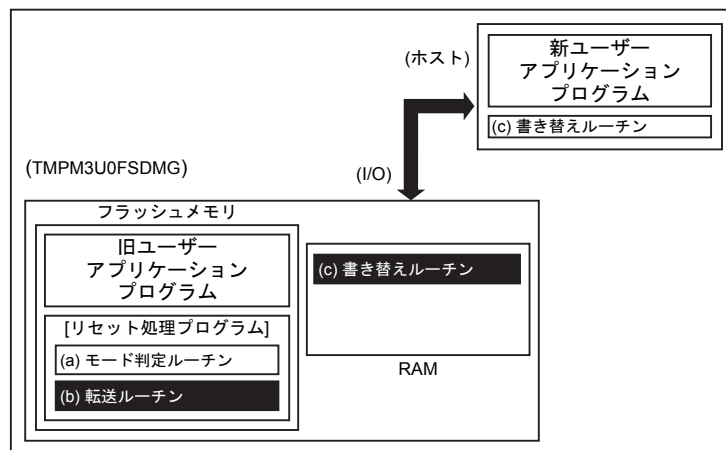 (ホスト)
新ユーザー
アプリケーション
プログラム
(c) 書き替えルーチン
(TMPM3U0FSDMG)
(I/O)
フラッシュメモリ
旧ユーザー
アプリケーション
プログラム
[リセット処理プログラム]
(a) モード判定ルーチン
(b) 転送ルーチン
(c) 書き替えルーチン
RAM